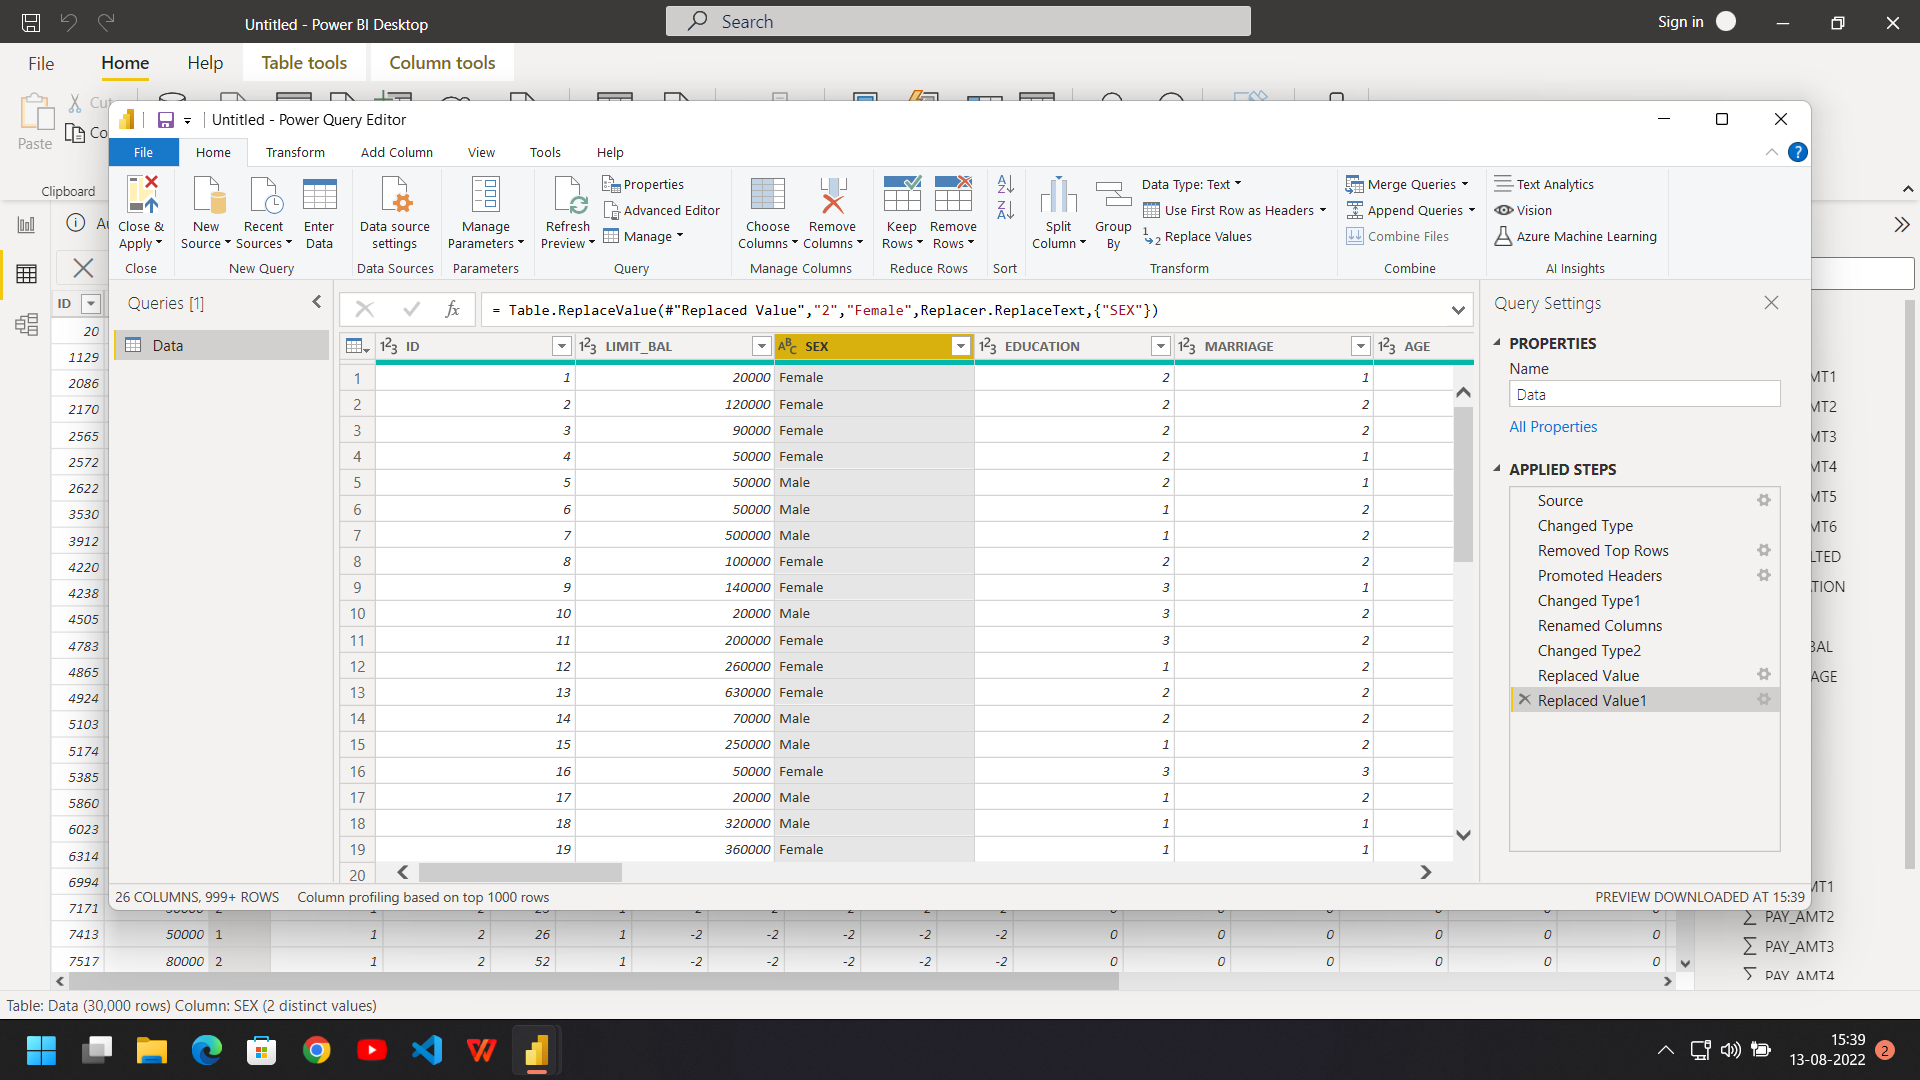 Untitled - Power BI Desktop
Search
Sign in
File Home Help Table tools Column tools
Paste
Clipboard
Untitled - Power Query Editor
File Home Transform Add Column View Tools Help
Close & Apply
New Source
Recent Sources
Enter Data
Data source settings
Manage Parameters
Refresh Preview
Properties
Advanced Editor
Manage
Choose Columns
Remove Columns
Keep Rows
Remove Rows
Split Column
Group By
Data Type: Text
Use First Row as Headers
Replace Values
Merge Queries
Append Queries
Combine Files
Text Analytics
Vision
Azure Machine Learning
Close New Query Data Sources Parameters Query Manage Columns Reduce Rows Sort Transform Combine AI Insights
Queries [1]
Data
= Table.ReplaceValue(#"Replaced Value","2","Female",Replacer.ReplaceText,{"SEX"})
ID LIMIT_BAL SEX EDUCATION MARRIAGE AGE
1 1 20000 Female 2 1
2 2 120000 Female 2 2
3 3 90000 Female 2 2
4 4 50000 Female 2 1
5 5 50000 Male 2 1
6 6 50000 Male 1 2
7 7 500000 Male 1 2
8 8 100000 Female 2 2
9 9 140000 Female 3 1
10 10 20000 Male 3 2
11 11 200000 Female 3 2
12 12 260000 Female 1 2
13 13 630000 Female 2 2
14 14 70000 Male 2 2
15 15 250000 Male 1 2
16 16 50000 Female 3 3
17 17 20000 Male 1 2
18 18 320000 Male 1 1
19 19 360000 Female 1 1
20
26 COLUMNS, 999+ ROWS Column profiling based on top 1000 rows
PREVIEW DOWNLOADED AT 15:39
Query Settings
PROPERTIES
Name
Data
All Properties
APPLIED STEPS
Source
Changed Type
Removed Top Rows
Promoted Headers
Changed Type1
Renamed Columns
Changed Type2
Replaced Value
Replaced Value1
ID
20
1129
2086
2170
2565
2572
2622
3530
3912
4220
4238
4505
4783
4865
4924
5103
5174
5385
5860
6023
6314
6994
7171
7413 50000 1 1 2 26 1 -2 -2 -2 -2 -2 0 0 0 0 0 0
7517 80000 2 1 2 52 1 -2 -2 -2 -2 -2 0 0 0 0 0 0
MT1
MT2
MT3
MT4
MT5
MT6
LTED
TION
BAL
AGE
MT1
PAY_AMT2
PAY_AMT3
PAY_AMT4
Table: Data (30,000 rows) Column: SEX (2 distinct values)
15:39
13-08-2022
2